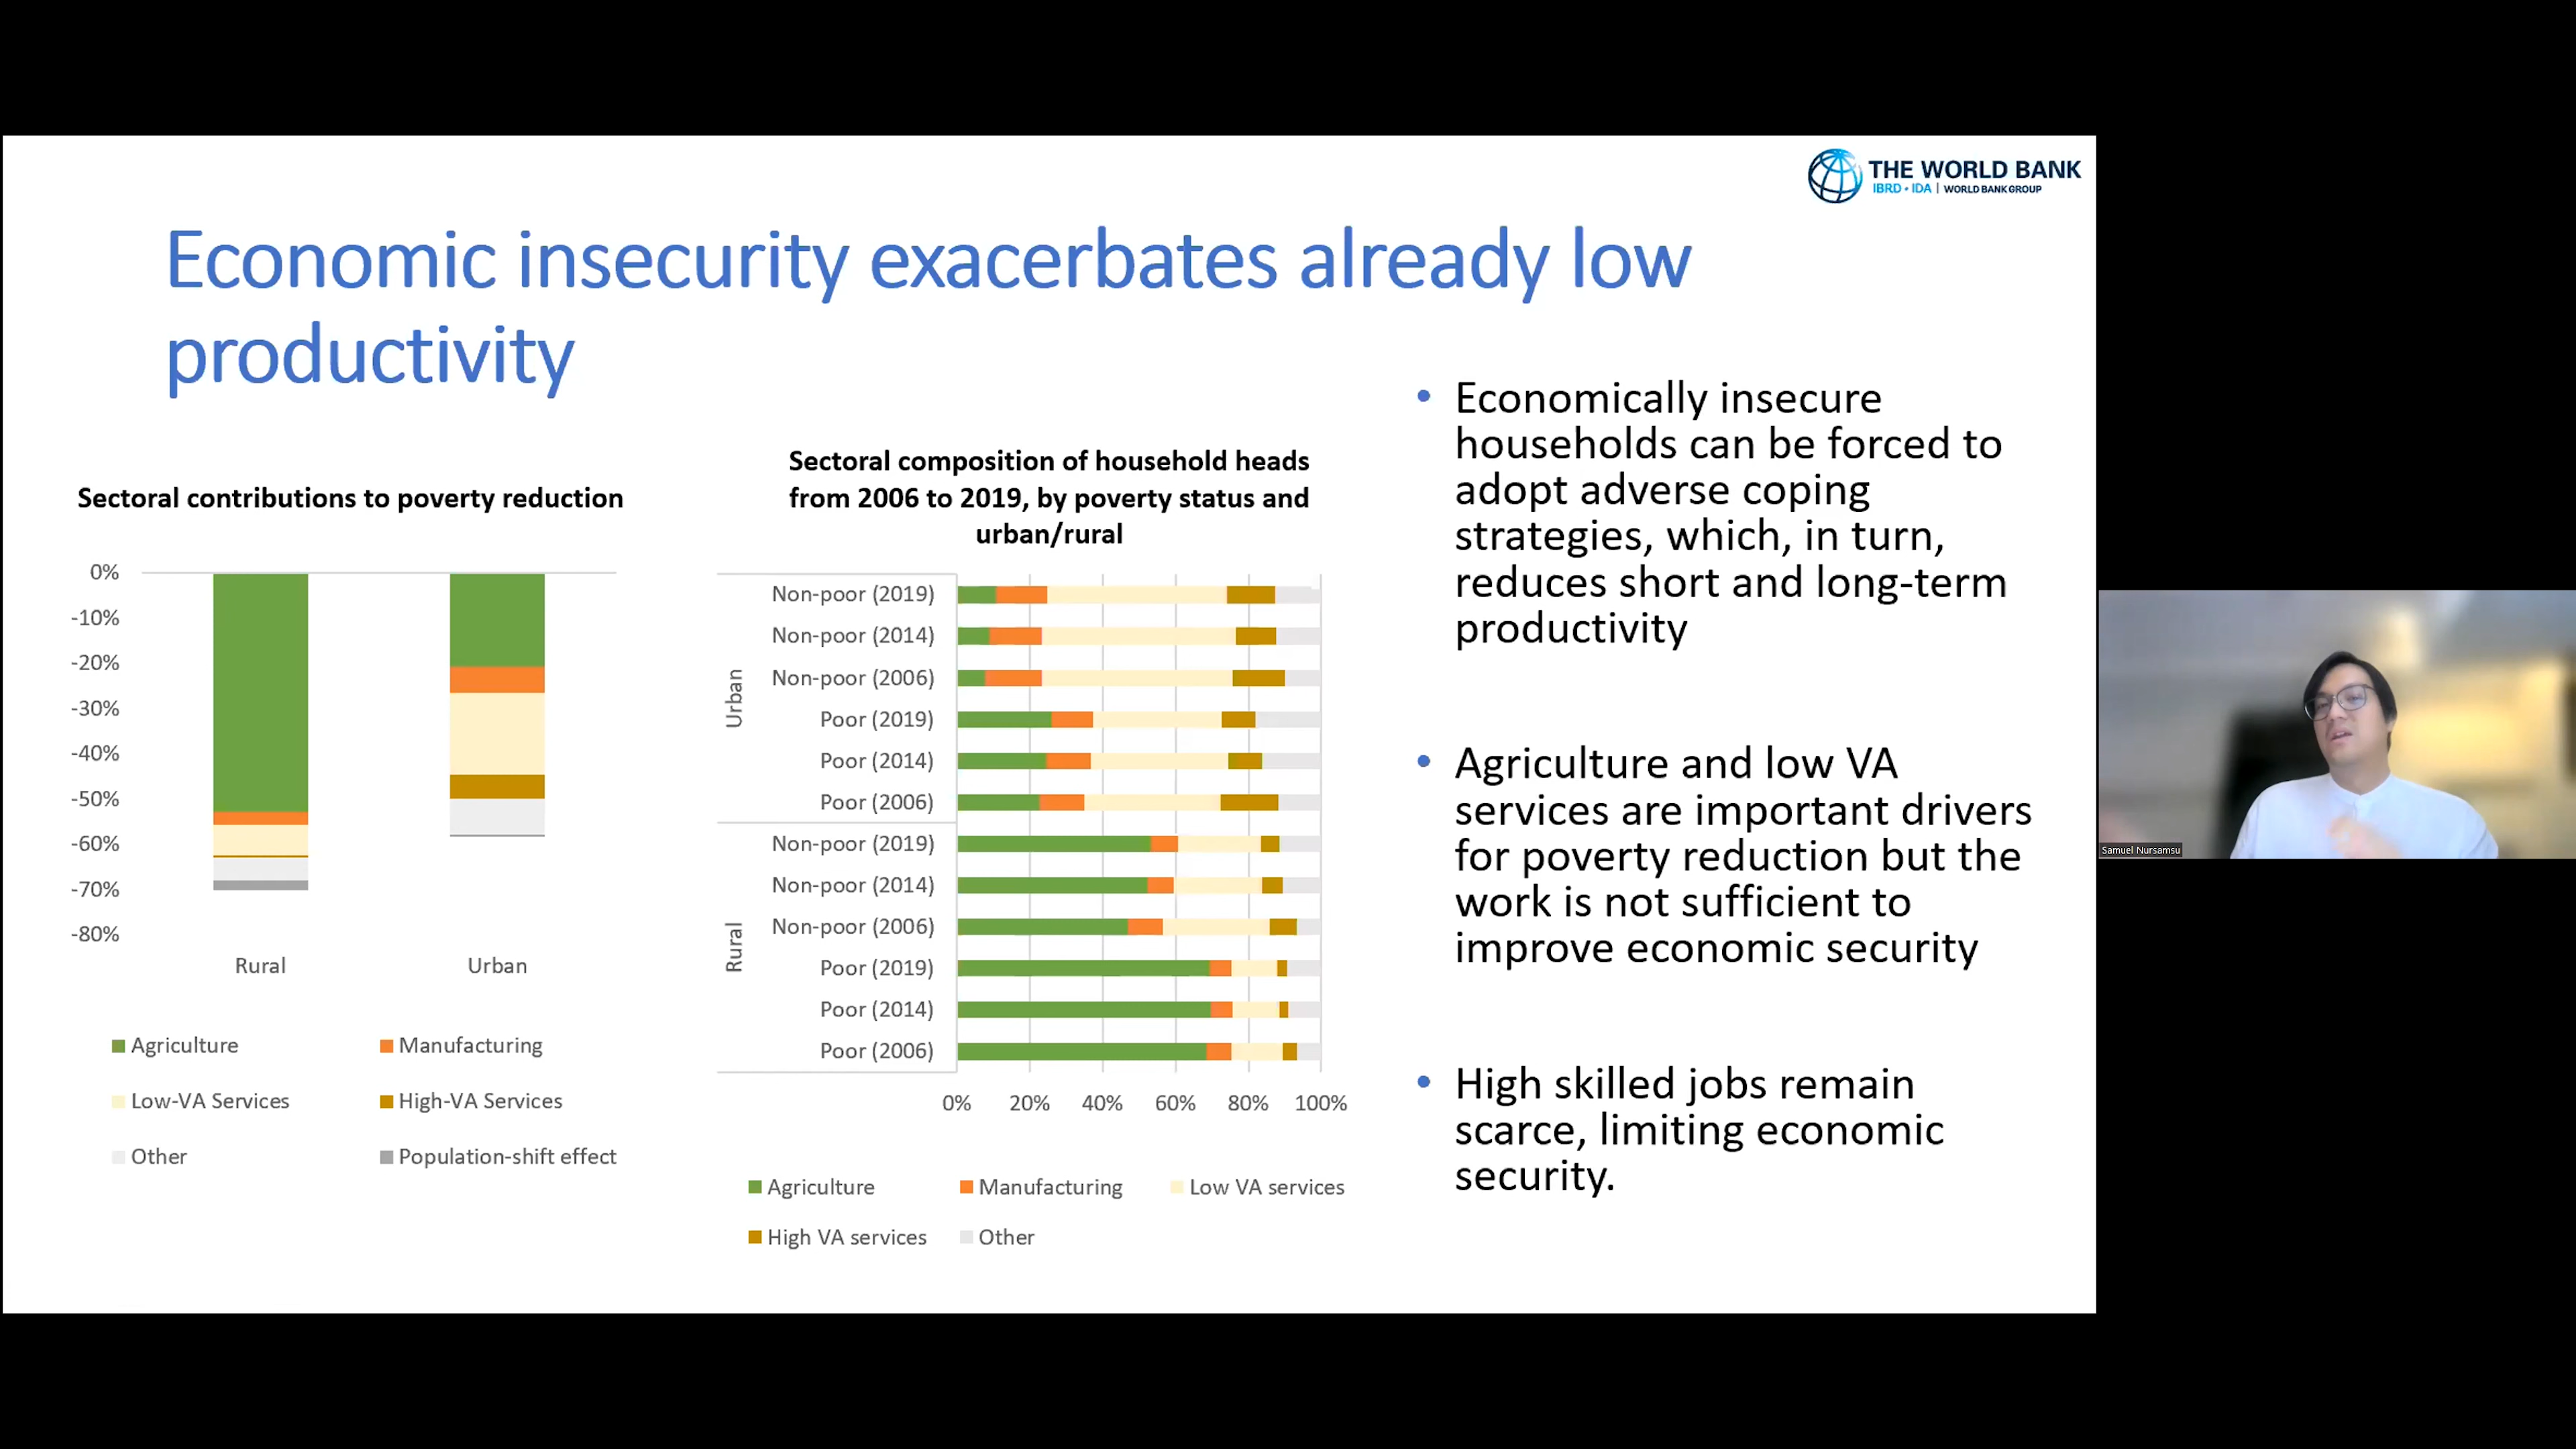 THE WORLD BANK
IBRD • IDA | WORLD BANK GROUP
Economic insecurity exacerbates already low
productivity
Sectoral contributions to poverty reduction
0%
-10%
-20%
-30%
-40%
-50%
-60%
-70%
-80%
Rural
Urban
Agriculture
Manufacturing
Low-VA Services
High-VA Services
Other
Population-shift effect
Sectoral composition of household heads
from 2006 to 2019, by poverty status and
urban/rural
Urban
Non-poor (2019)
Non-poor (2014)
Non-poor (2006)
Poor (2019)
Poor (2014)
Poor (2006)
Rural
Non-poor (2019)
Non-poor (2014)
Non-poor (2006)
Poor (2019)
Poor (2014)
Poor (2006)
0% 20% 40% 60% 80% 100%
Agriculture
Manufacturing
Low VA services
High VA services
Other
• Economically insecure
households can be forced to
adopt adverse coping
strategies, which, in turn,
reduces short and long-term
productivity
• Agriculture and low VA
services are important drivers
for poverty reduction but the
work is not sufficient to
improve economic security
• High skilled jobs remain
scarce, limiting economic
security.
Samuel Nursamsu